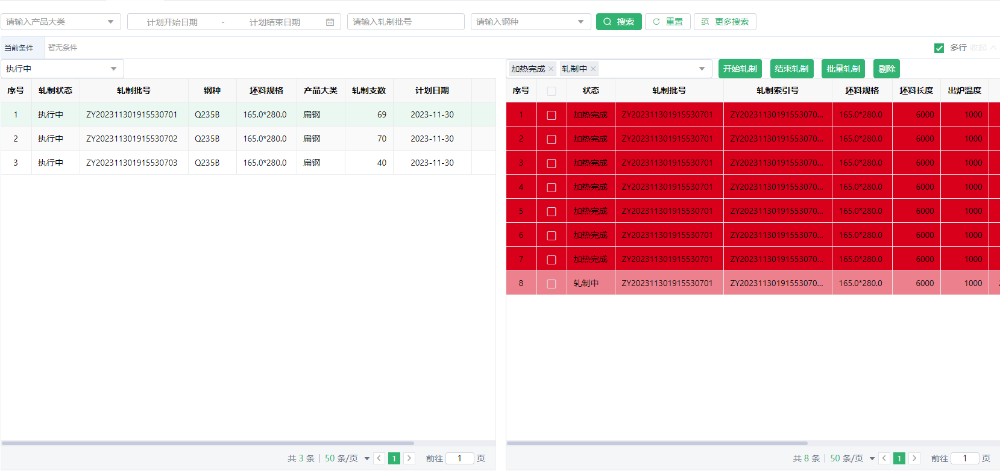 请输入产品大类 计划开始日期 - 计划结束日期 请输入轧制批号 请输入钢种 搜索 重置 更多搜索
当前条件 暂无条件 多行 收起
执行中 加热完成 轧制中 开始轧制 结束轧制 批量轧制 剔除
序号 轧制状态 轧制批号 钢种 坯料规格 产品大类 轧制支数 计划日期
1 执行中 ZY202311301915530701 Q235B 165.0*280.0 扁钢 69 2023-11-30
2 执行中 ZY202311301915530702 Q235B 165.0*280.0 扁钢 70 2023-11-30
3 执行中 ZY202311301915530703 Q235B 165.0*280.0 扁钢 40 2023-11-30
共 3 条 50 条/页 1 前往 1 页
序号 状态 轧制批号 轧制索引号 坯料规格 坯料长度 出炉温度
1 加热完成 ZY202311301915530701 ZY20231130191553070... 165.0*280.0 6000 1000
2 加热完成 ZY202311301915530701 ZY20231130191553070... 165.0*280.0 6000 1000
3 加热完成 ZY202311301915530701 ZY20231130191553070... 165.0*280.0 6000 1000
4 加热完成 ZY202311301915530701 ZY20231130191553070... 165.0*280.0 6000 1000
5 加热完成 ZY202311301915530701 ZY20231130191553070... 165.0*280.0 6000 1000
6 加热完成 ZY202311301915530701 ZY20231130191553070... 165.0*280.0 6000 1000
7 加热完成 ZY202311301915530701 ZY20231130191553070... 165.0*280.0 6000 1000
8 轧制中 ZY202311301915530701 ZY20231130191553070... 165.0*280.0 6000 1000
共 8 条 50 条/页 1 前往 1 页